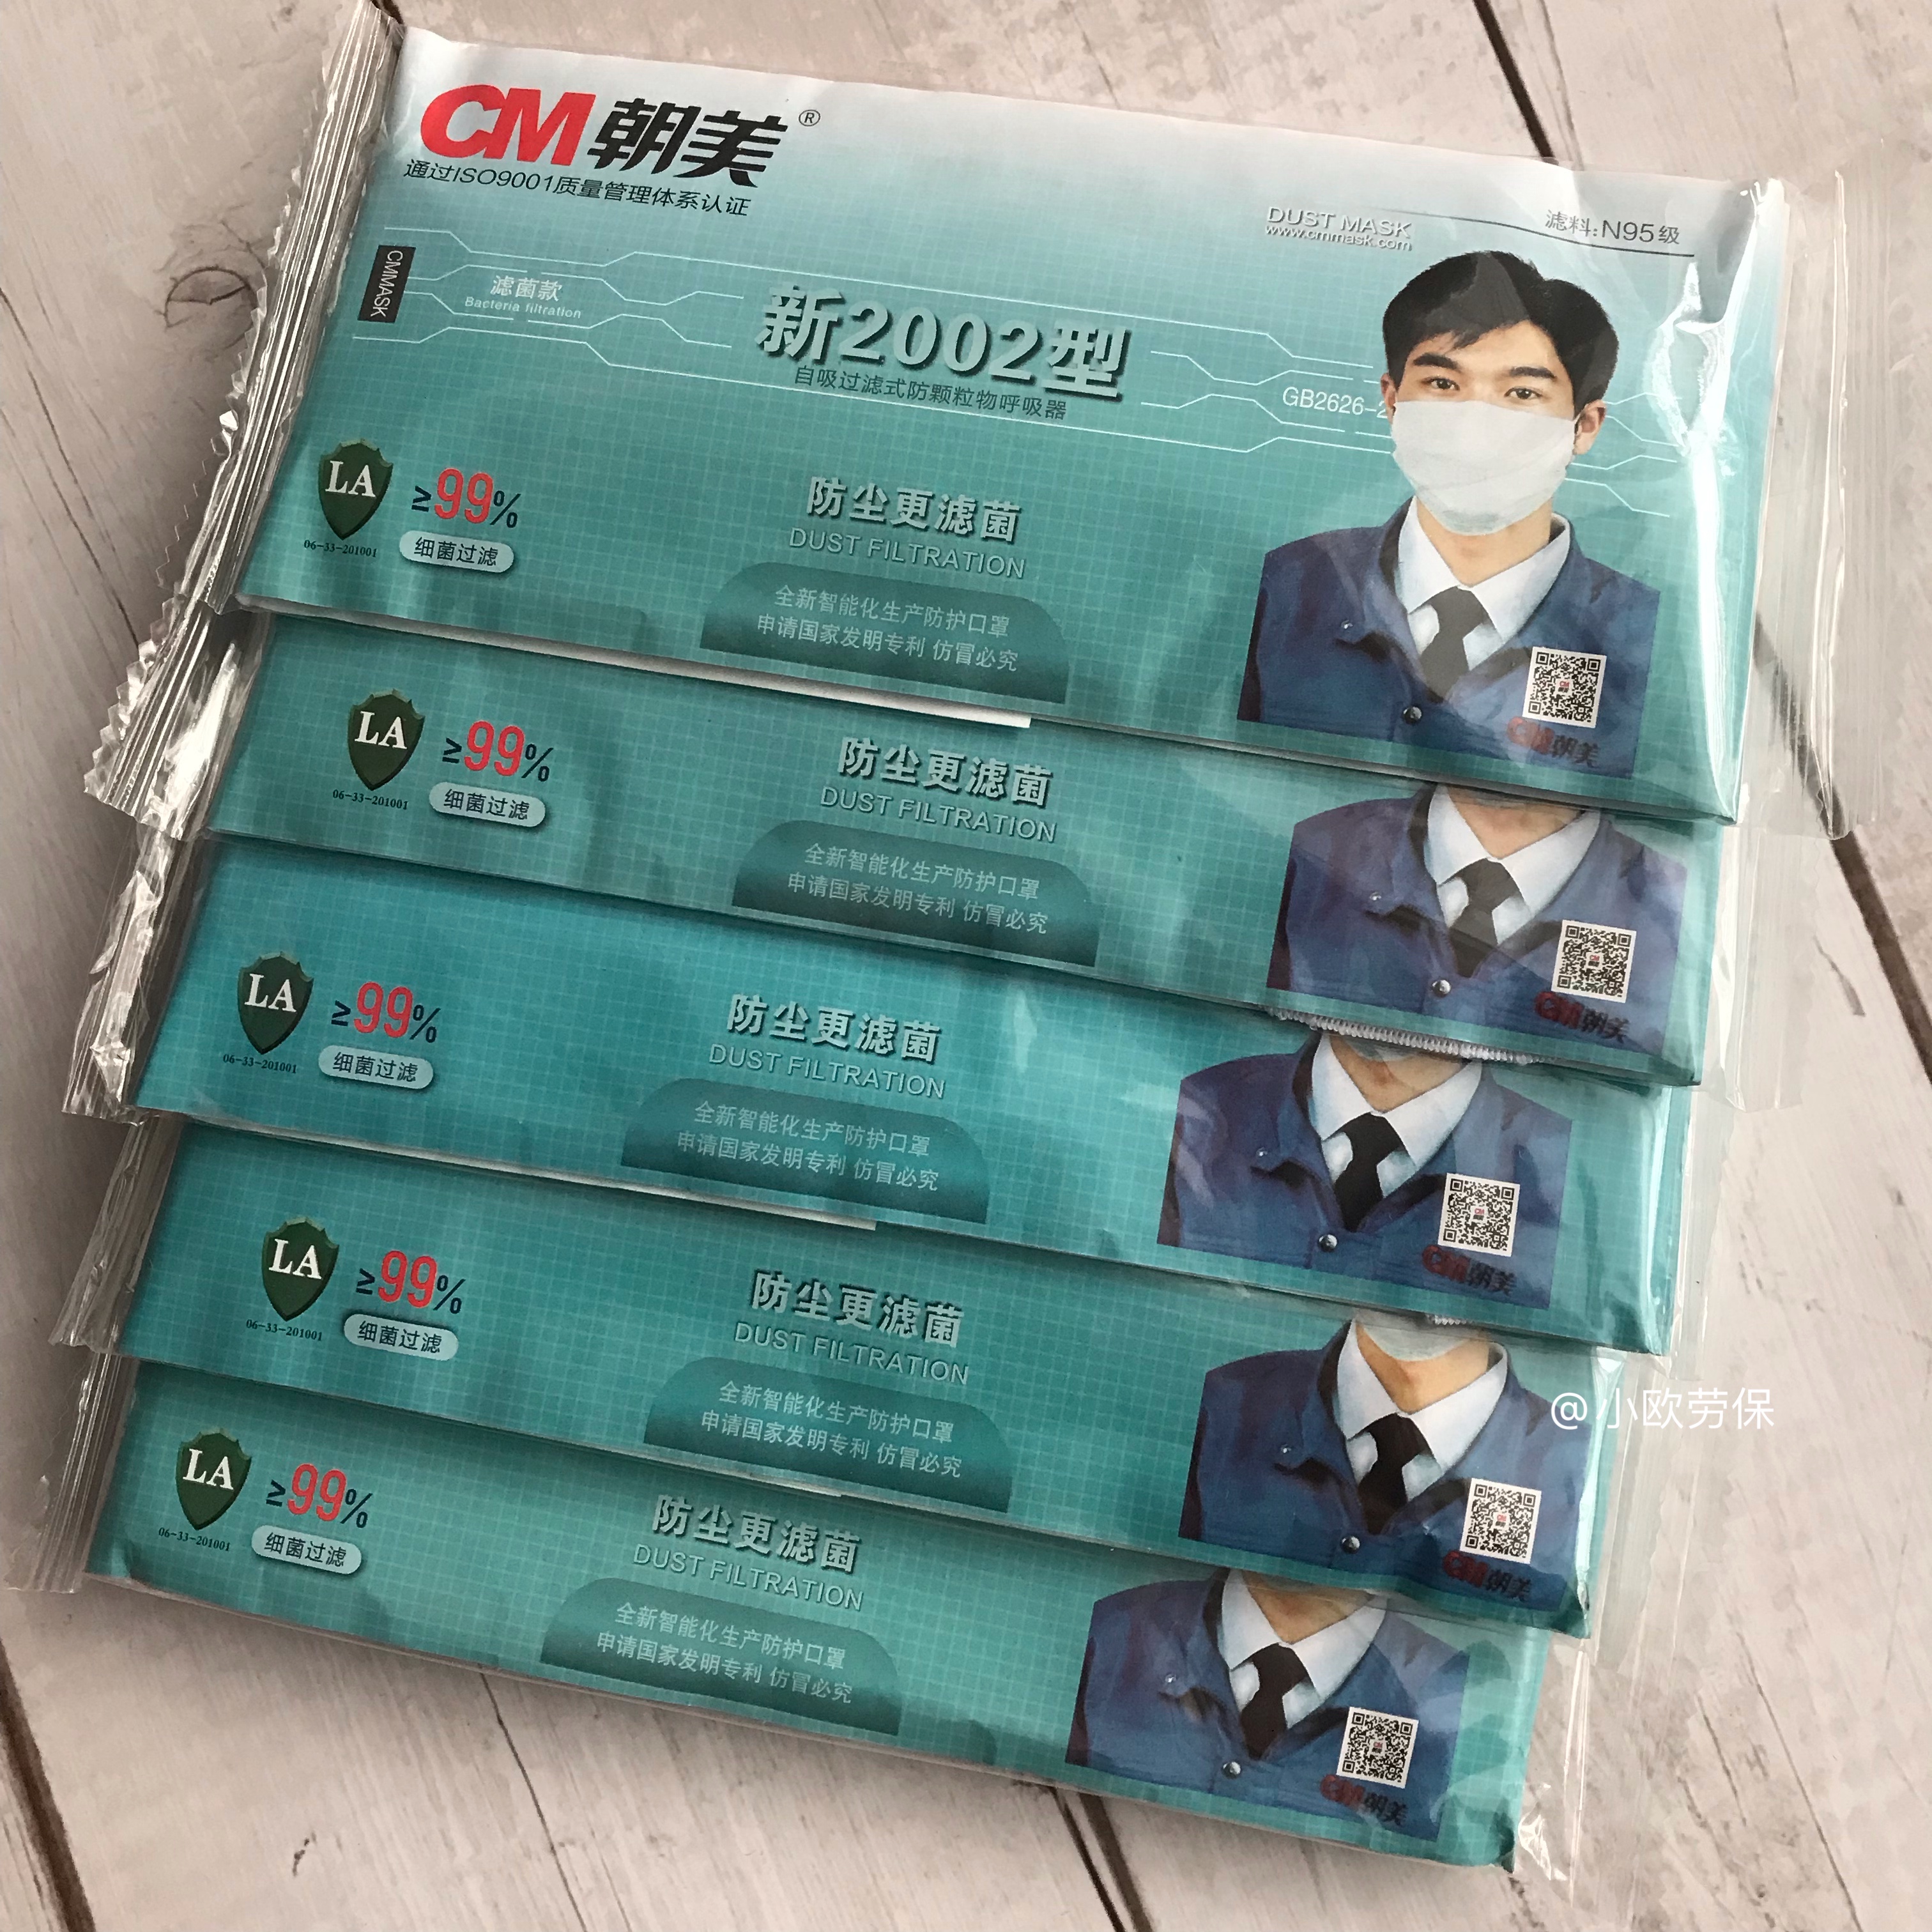 CM朝美®
通过ISO9001质量管理体系认证
DUST MASK
www.cmmask.com
滤料:N95级
CMMASK
滤菌款
Bacteria filtration
新2002型
自吸过滤式防颗粒物呼吸器
GB2626-2
LA
06-33-201001
≥99%
细菌过滤
防尘更滤菌
DUST FILTRATION
全新智能化生产防护口罩
申请国家发明专利 仿冒必究
CM朝美
LA
06-33-201001
≥99%
细菌过滤
防尘更滤菌
DUST FILTRATION
全新智能化生产防护口罩
申请国家发明专利 仿冒必究
CM朝美
LA
06-33-201001
≥99%
细菌过滤
防尘更滤菌
DUST FILTRATION
全新智能化生产防护口罩
申请国家发明专利 仿冒必究
CM朝美
LA
06-33-201001
≥99%
细菌过滤
防尘更滤菌
DUST FILTRATION
全新智能化生产防护口罩
申请国家发明专利 仿冒必究
CM朝美
@小欧劳保
LA
06-33-201001
≥99%
细菌过滤
防尘更滤菌
DUST FILTRATION
全新智能化生产防护口罩
申请国家发明专利 仿冒必究
CM朝美